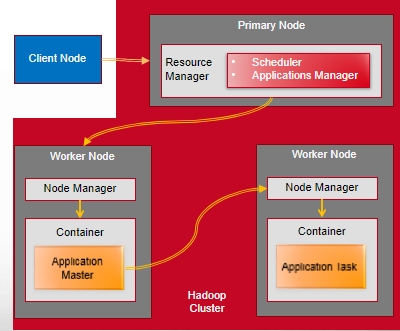 Primary Node
Client Node
Resource
Manager
• Scheduler
• Applications Manager
Worker Node
Node Manager
Container
Application
Master
Worker Node
Node Manager
Container
Application Task
Hadoop
Cluster